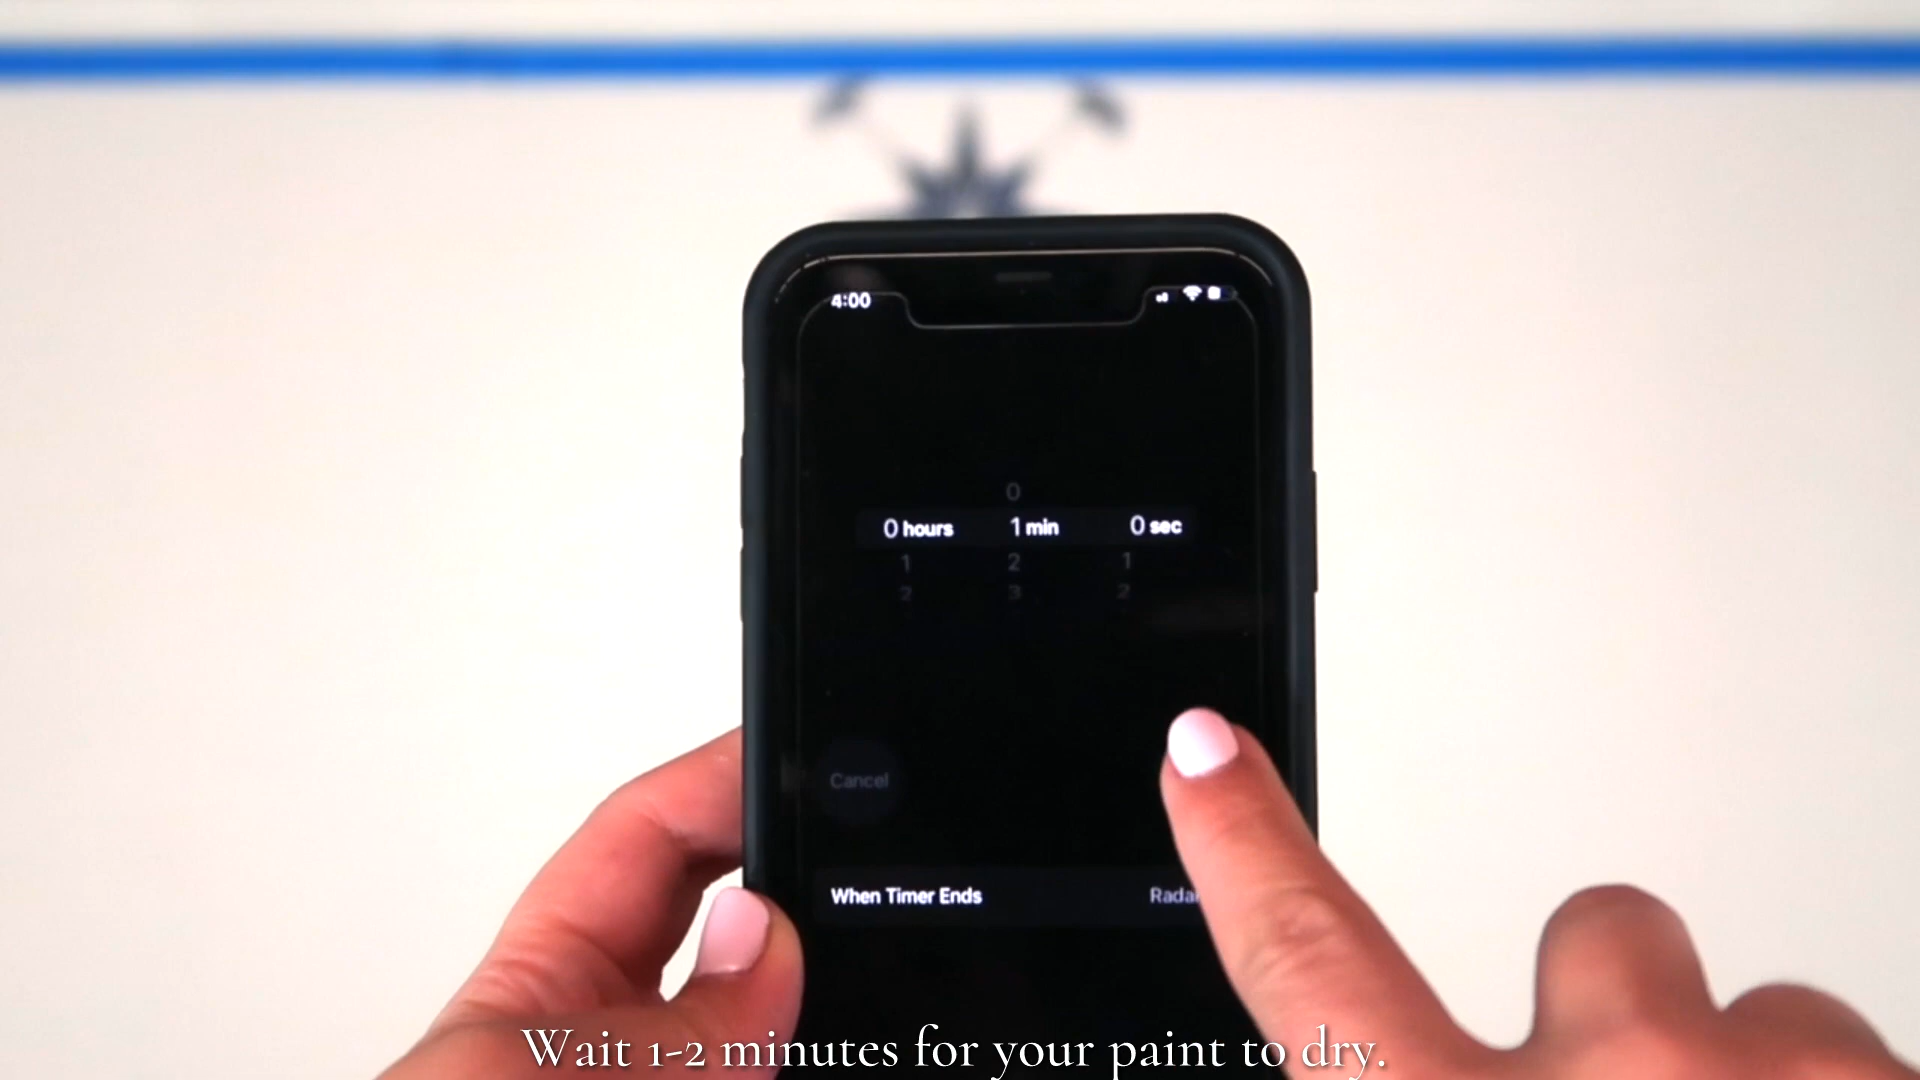 4:00
0
0 hours 1 min 0 sec
1 2 1
2 3 2
Cancel
When Timer Ends Radar
Wait 1-2 minutes for your paint to dry.